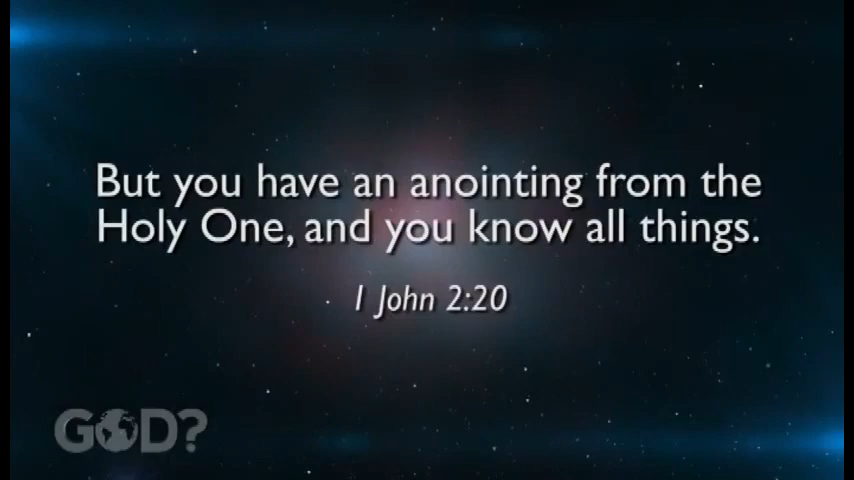 But you have an anointing from the
Holy One, and you know all things.
1 John 2:20
GOD?